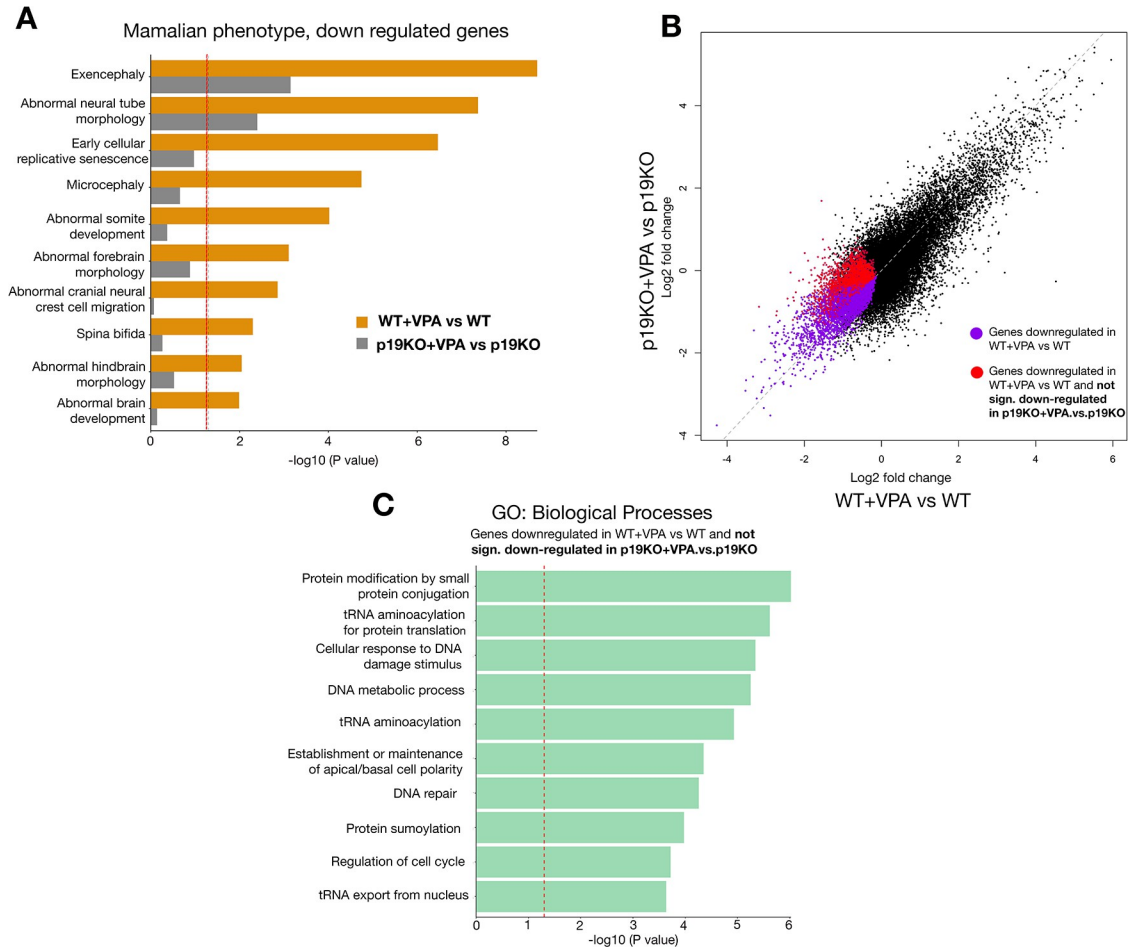 A
Mamalian phenotype, down regulated genes
Exencephaly
Abnormal neural tube
morphology
Early cellular
replicative senescence
Microcephaly
Abnormal somite
development
Abnormal forebrain
morphology
Abnormal cranial neural
crest cell migration
Spina bifida
Abnormal hindbrain
morphology
Abnormal brain
development
WT+VPA vs WT
p19KO+VPA vs p19KO
0 2 4 6 8
-log10 (P value)
B
p19KO+VPA vs p19KO
Log2 fold change
4
2
0
-2
-4
Genes downregulated in
WT+VPA vs WT
Genes downregulated in
WT+VPA vs WT and not
sign. down-regulated
in p19KO+VPA.vs.p19KO
-4 -2 0 2 4 6
Log2 fold change
WT+VPA vs WT
C
GO: Biological Processes
Genes downregulated in WT+VPA vs WT and not
sign. down-regulated in p19KO+VPA.vs.p19KO
Protein modification by small
protein conjugation
tRNA aminoacylation
for protein translation
Cellular response to DNA
damage stimulus
DNA metabolic process
tRNA aminoacylation
Establishment or maintenance
of apical/basal cell polarity
DNA repair
Protein sumoylation
Regulation of cell cycle
tRNA export from nucleus
0 1 2 3 4 5 6
-log10 (P value)